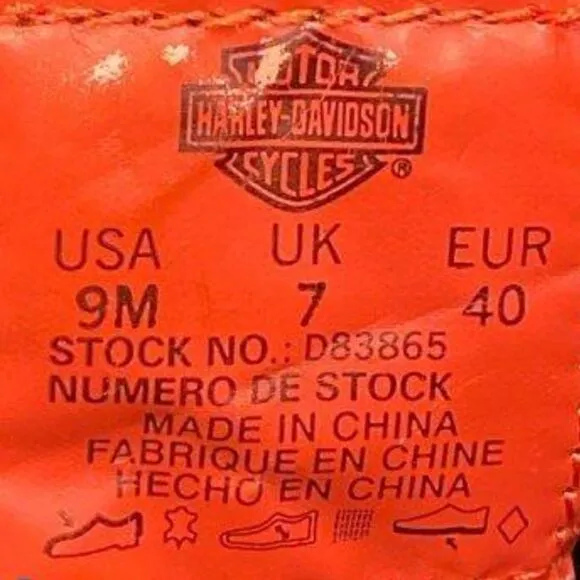 MOTOR
HARLEY-DAVIDSON
CYCLES ®
USA UK EUR
9M 7 40
STOCK NO.: D83865
NUMERO DE STOCK
MADE IN CHINA
FABRIQUE EN CHINE
HECHO EN CHINA